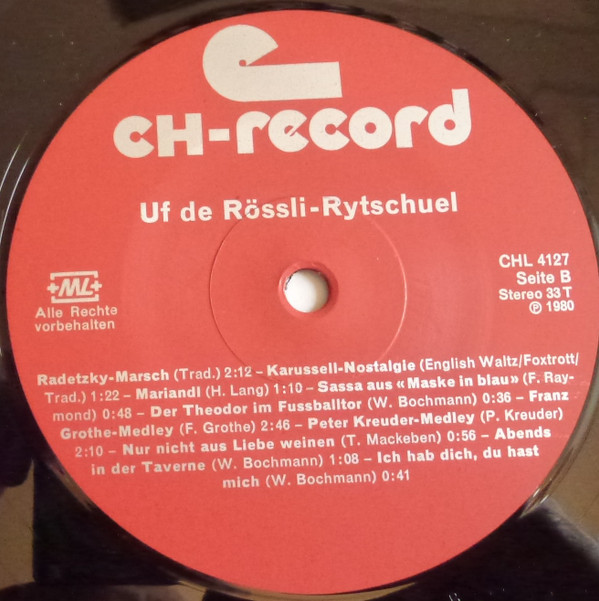 CH-record
Uf de Rössli-Rytschuel
CHL 4127
Seite B
Stereo 33 T
℗ 1980
+ML+
Alle Rechte
vorbehalten
Radetzky-Marsch (Trad.) 2:12 – Karussell-Nostalgie (English Waltz/Foxtrott/
Trad.) 1:22 – Mariandl (H. Lang) 1:10 – Sassa aus «Maske in blau» (F. Ray-
mond) 0:48 – Der Theodor im Fussballtor (W. Bochmann) 0:36 – Franz
Grothe-Medley (F. Grothe) 2:46 – Peter Kreuder-Medley (P. Kreuder)
2:10 – Nur nicht aus Liebe weinen (T. Mackeben) 0:56 – Abends
in der Taverne (W. Bochmann) 1:08 – Ich hab dich, du hast
mich (W. Bochmann) 0:41